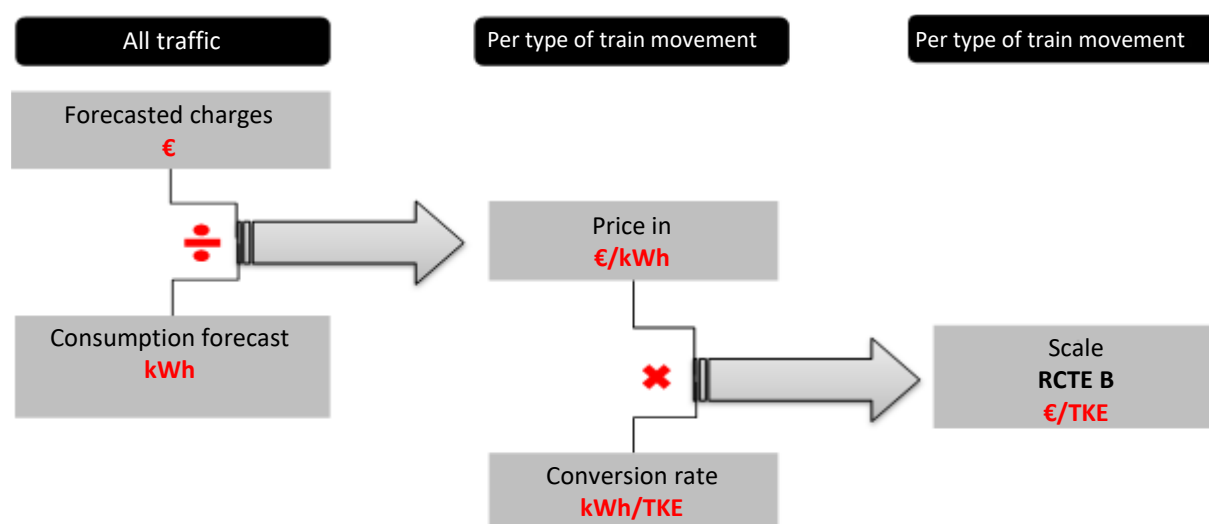 All traffic
Per type of train movement
Per type of train movement
Forecasted charges
€
÷
Price in
€/kWh
Consumption forecast
kWh
Scale
RCTE B
€/TKE
✖
Conversion rate
kWh/TKE